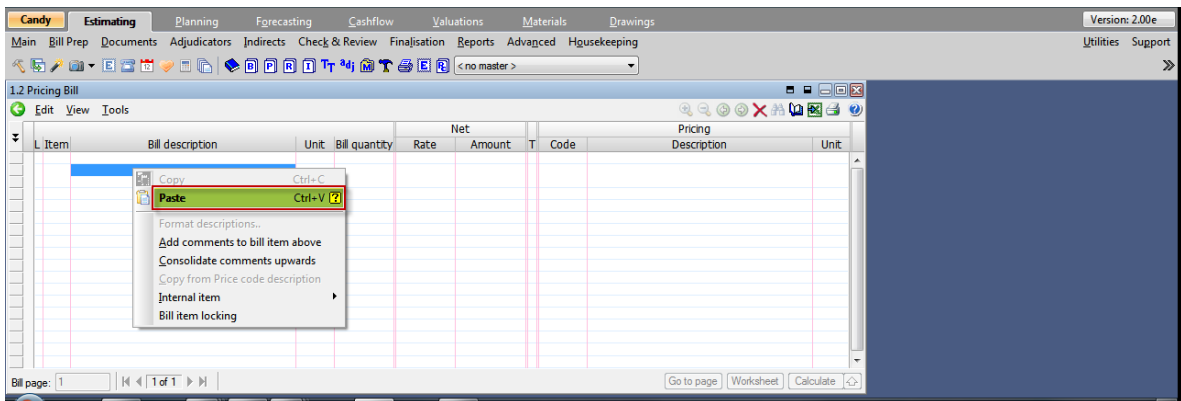 Candy Estimating Planning Forecasting Cashflow Valuations Materials Drawings Version: 2.00e
Main Bill Prep Documents Adjudicators Indirects Check & Review Finalisation Reports Advanced Housekeeping Utilities Support
E 12 B P R I TT adj M E R < no master >
1.2 Pricing Bill
Edit View Tools
Net Pricing
L Item Bill description Unit Bill quantity Rate Amount T Code Description Unit
Copy Ctrl+C
Paste Ctrl+V ?
Format descriptions..
Add comments to bill item above
Consolidate comments upwards
Copy from Price code description
Internal item
Bill item locking
Bill page: 1 1 of 1 Go to page Worksheet Calculate